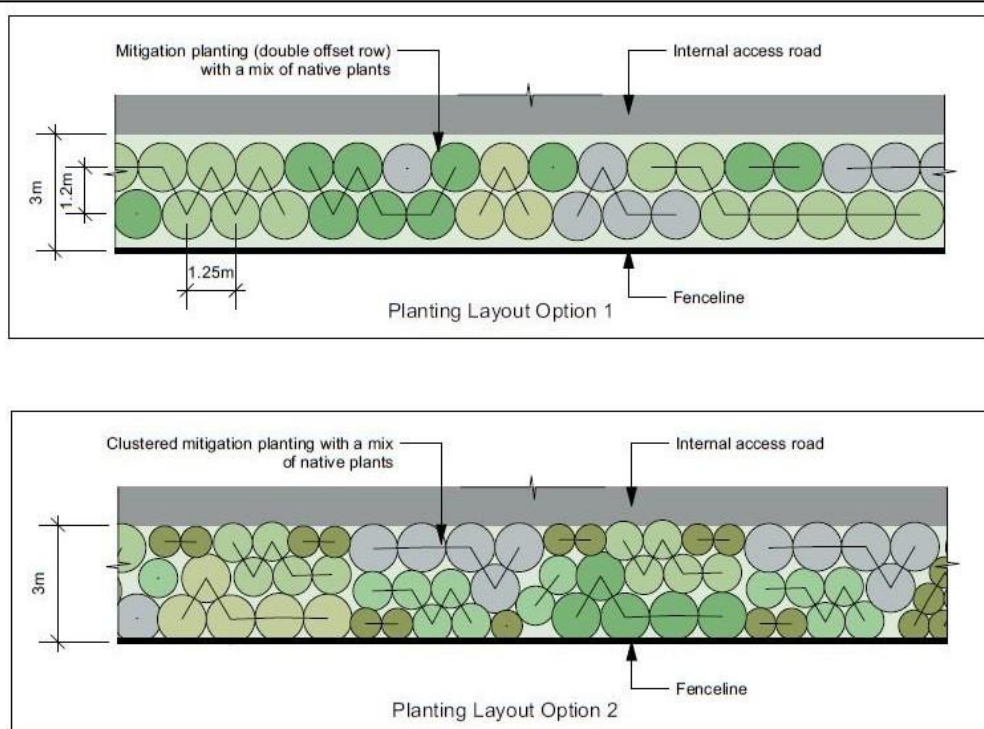 Mitigation planting (double offset row)
with a mix of native plants
Internal access road
3m
1.2m
1.25m
Fenceline
Planting Layout Option 1
Clustered mitigation planting with a mix
of native plants
Internal access road
3m
Fenceline
Planting Layout Option 2